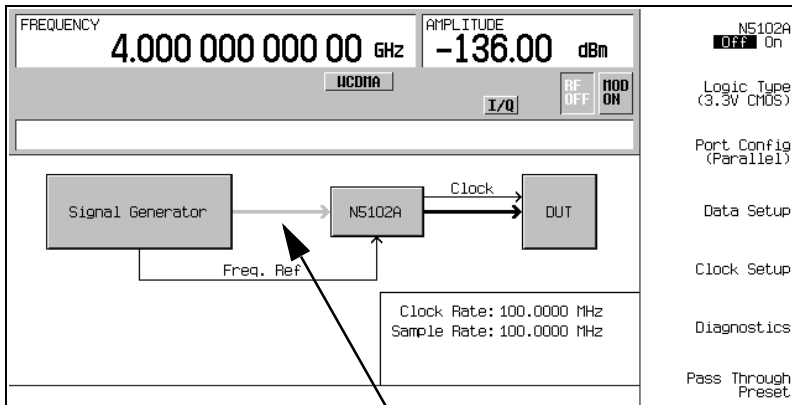 FREQUENCY
4.000 000 000 00 GHz
AMPLITUDE
-136.00 dBm
WCDMA
I/Q
RF OFF
MOD ON
N5102A
Off On
Logic Type
(3.3V CMOS)
Port Config
(Parallel)
Data Setup
Clock Setup
Diagnostics
Pass Through
Preset
Signal Generator
N5102A
Clock
DUT
Freq. Ref
Clock Rate: 100.0000 MHz
Sample Rate: 100.0000 MHz